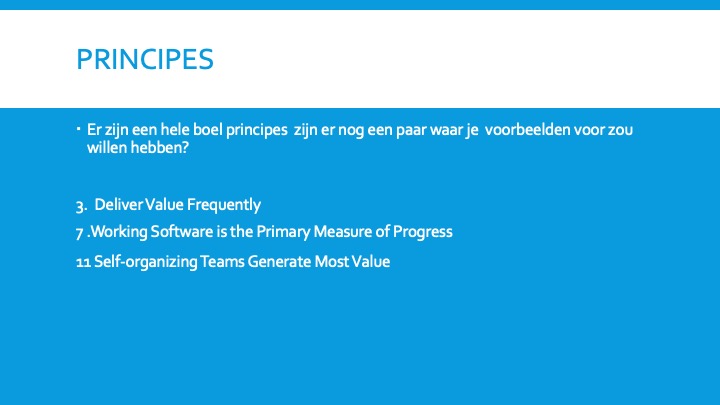 PRINCIPES
▪ Er zijn een hele boel principes  zijn er nog een paar waar je  voorbeelden voor zou
willen hebben?
3.  Deliver Value Frequently
7 .Working Software is the Primary Measure of Progress
11 Self-organizing Teams Generate Most Value